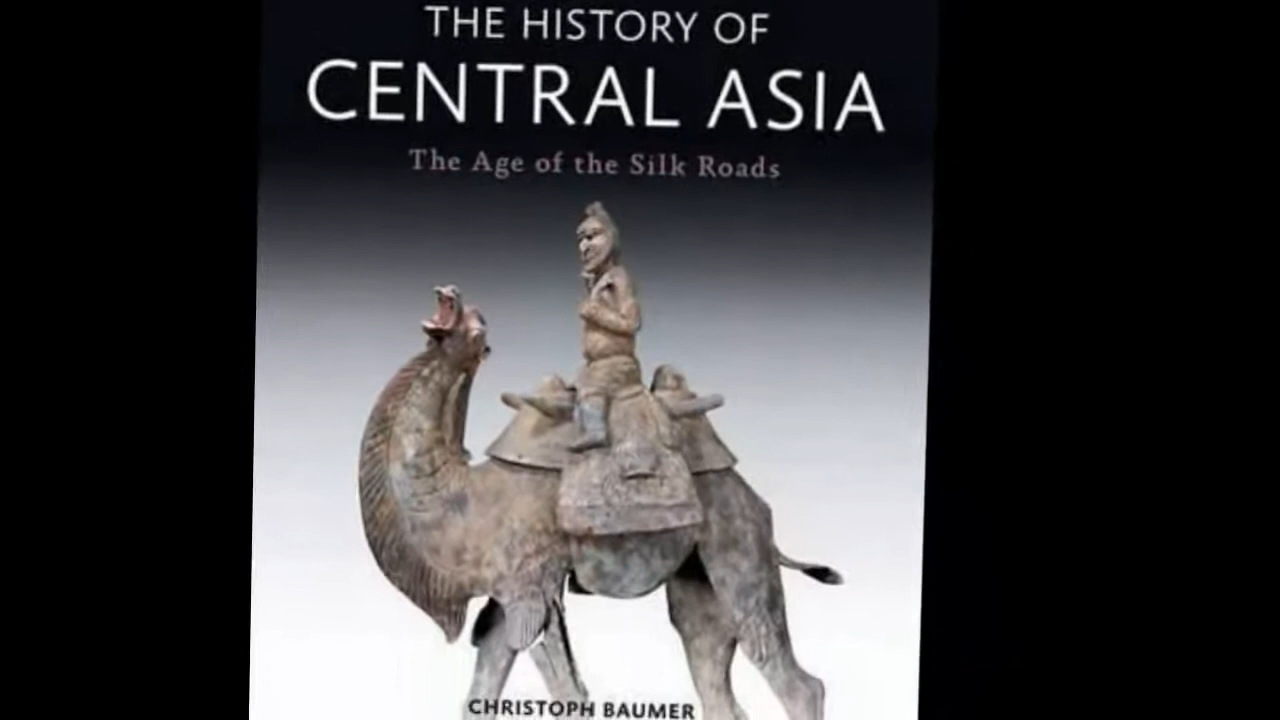 THE HISTORY OF
CENTRAL ASIA
The Age of the Silk Roads
CHRISTOPH BAUMER